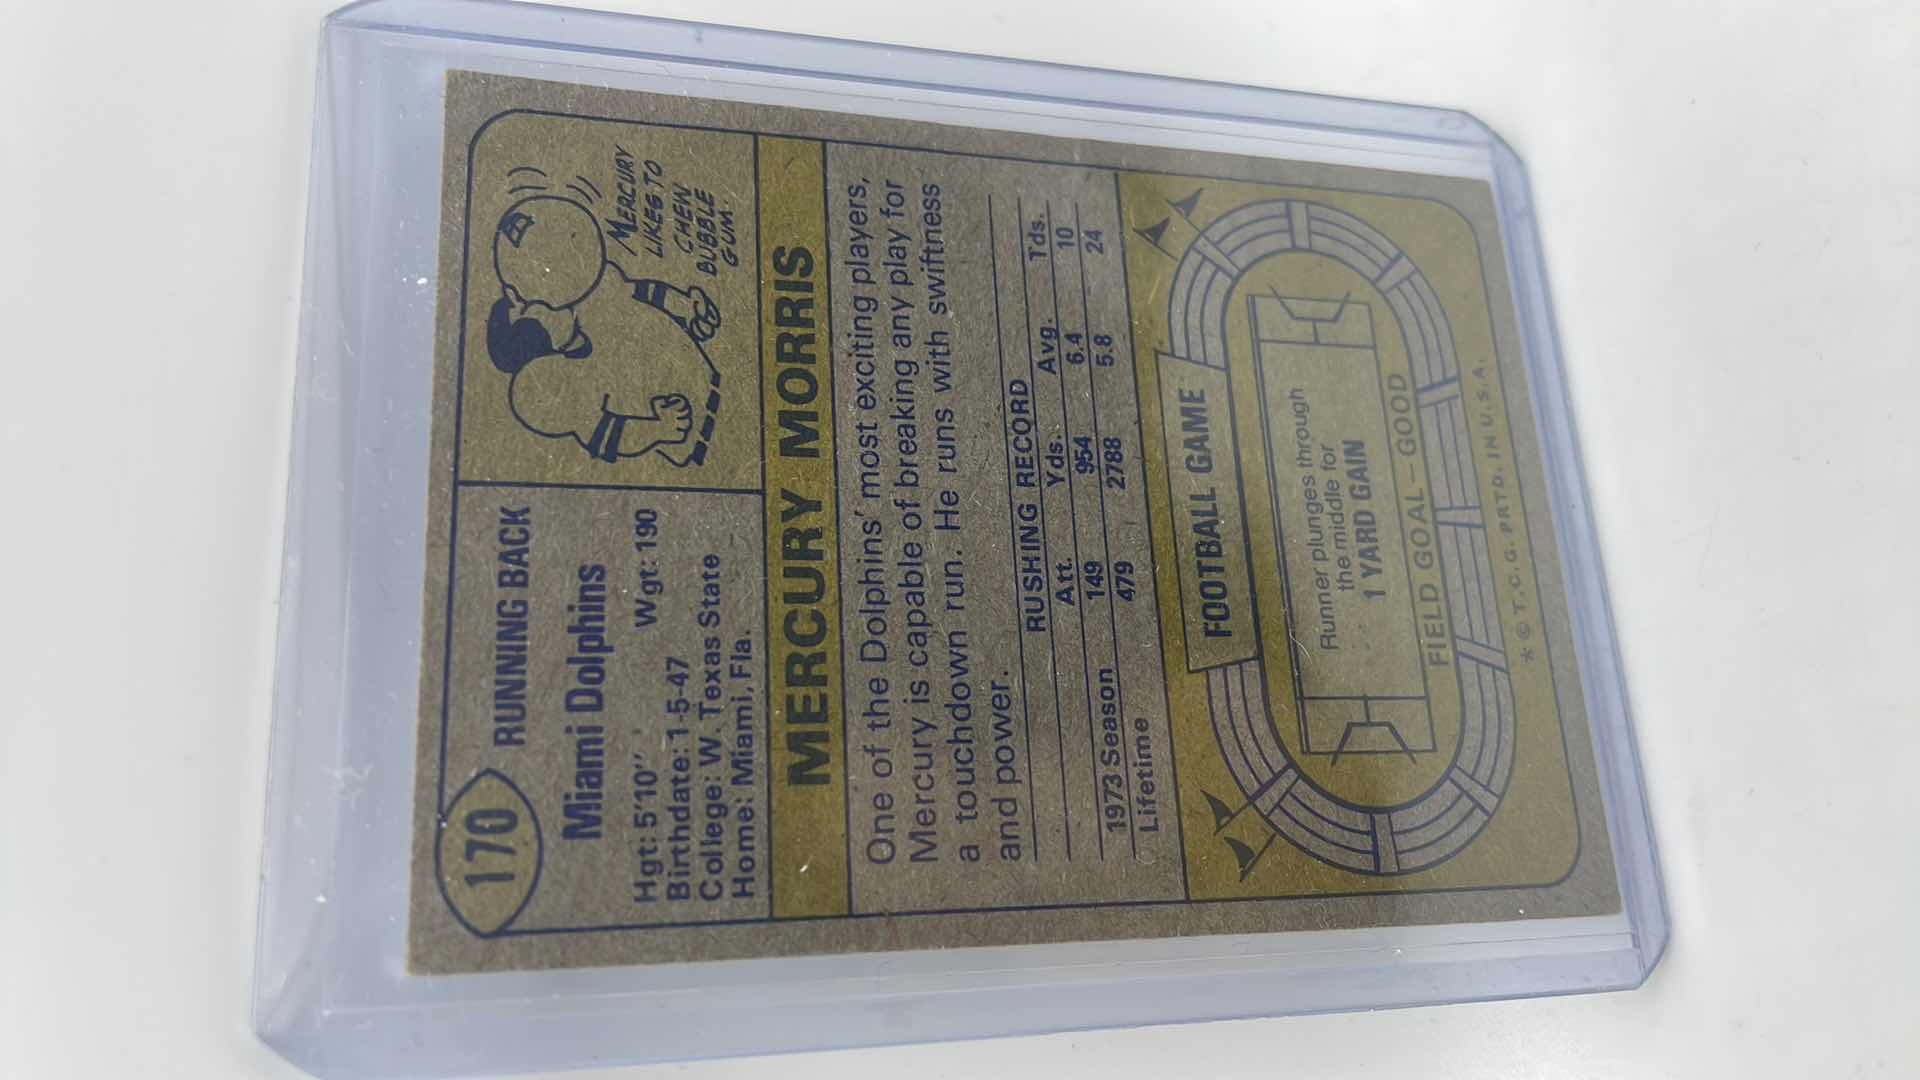 170
RUNNING BACK
Miami Dolphins
Hgt: 5'10" Wgt: 190
Birthdate: 1-5-47
College: W. Texas State
Home: Miami, Fla.
MERCURY
LIKES TO
CHEW
BUBBLE
GUM.
MERCURY MORRIS
One of the Dolphins' most exciting players,
Mercury is capable of breaking any play for
a touchdown run. He runs with swiftness
and power.
RUSHING RECORD
Att. Yds. Avg. Tds.
1973 Season 149 954 6.4 10
Lifetime 479 2788 5.8 24
FOOTBALL GAME
Runner plunges through
the middle for
1 YARD GAIN
FIELD GOAL—GOOD
*© T.C.G. PRTD. IN U.S.A.